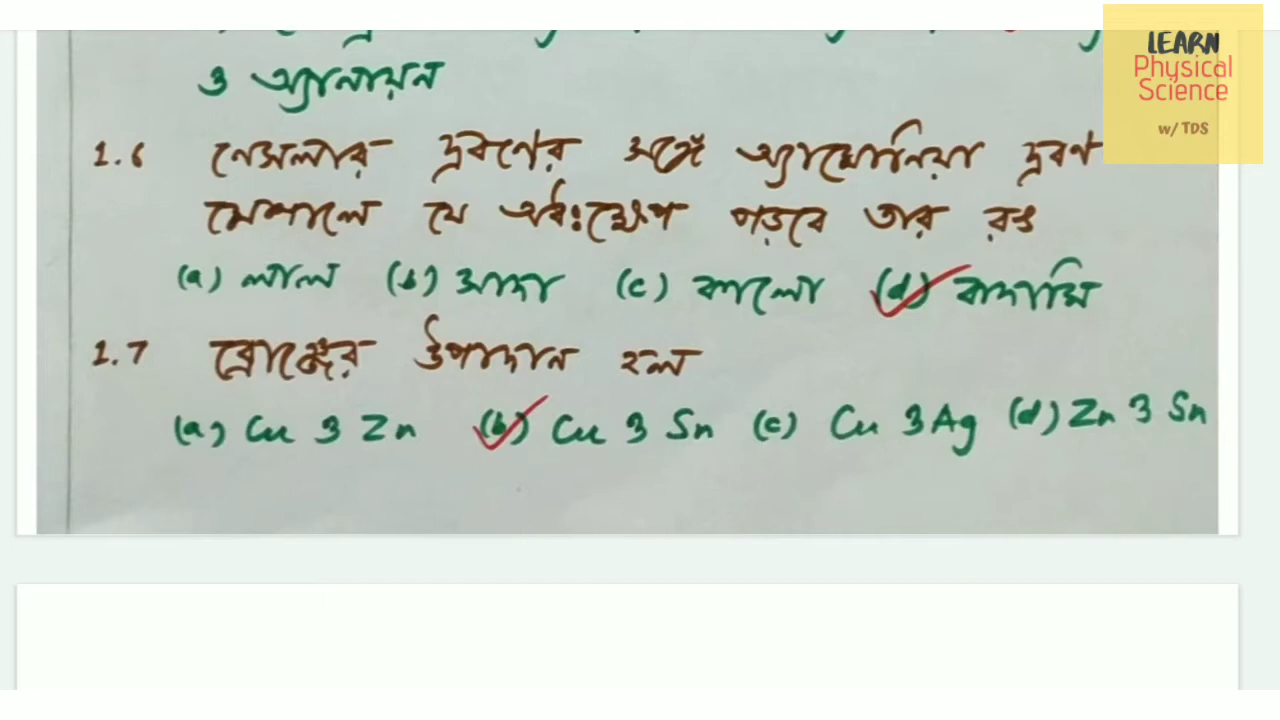 ও অ্যানায়ন
1.6 নেসলার দ্রবণের সঙ্গে অ্যামোনিয়া দ্রবণ
মেশালে যে অধঃক্ষেপ পড়বে তার রঙ
(a) লাল (b) সাদা (c) কালো (d) বাদামি
1.7 ব্রোঞ্জের উপাদান হল
(a) Cu ও Zn (b) Cu ও Sn (c) Cu ও Ag (d) Zn ও Sn
LEARN
Physical
Science
w/ TDS